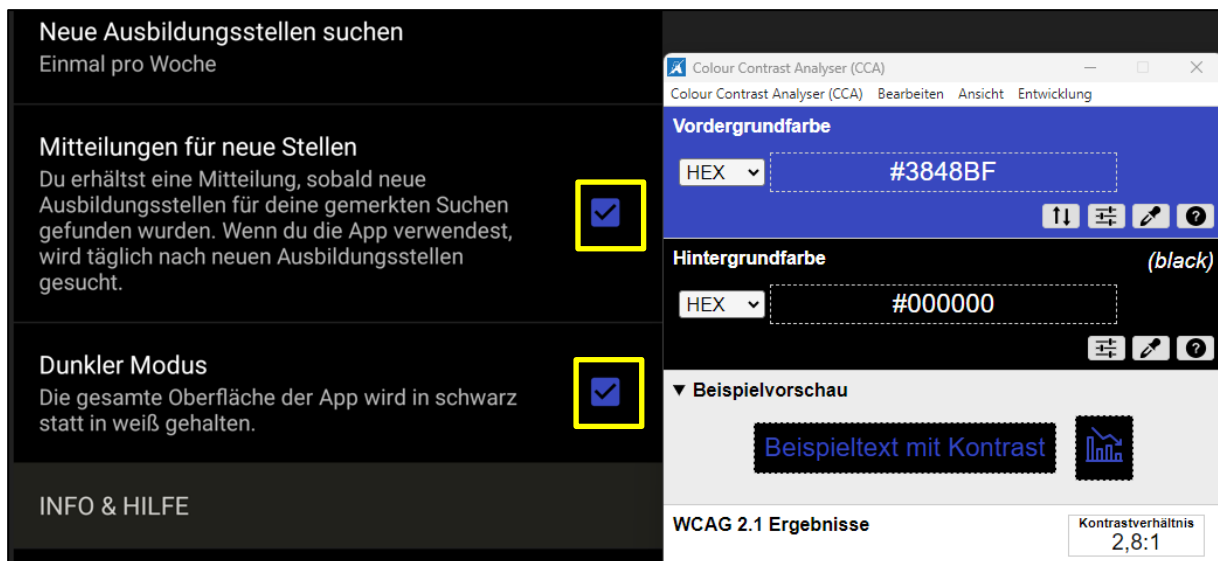 Neue Ausbildungsstellen suchen
Einmal pro Woche
Mitteilungen für neue Stellen
Du erhältst eine Mitteilung, sobald neue
Ausbildungsstellen für deine gemerkten Suchen
gefunden wurden. Wenn du die App verwendest,
wird täglich nach neuen Ausbildungsstellen
gesucht.
Dunkler Modus
Die gesamte Oberfläche der App wird in schwarz
statt in weiß gehalten.
INFO & HILFE
Colour Contrast Analyser (CCA)
Colour Contrast Analyser (CCA) Bearbeiten Ansicht Entwicklung
Vordergrundfarbe
HEX #3848BF
Hintergrundfarbe (black)
HEX #000000
▼ Beispielvorschau
Beispieltext mit Kontrast
WCAG 2.1 Ergebnisse
Kontrastverhältnis
2,8:1